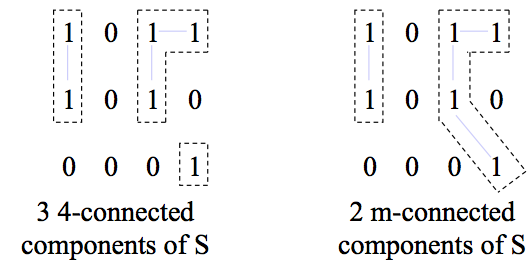 1 0 1 1
1 0 1 0
0 0 0 1
3 4-connected
components of S
1 0 1 1
1 0 1 0
0 0 0 1
2 m-connected
components of S